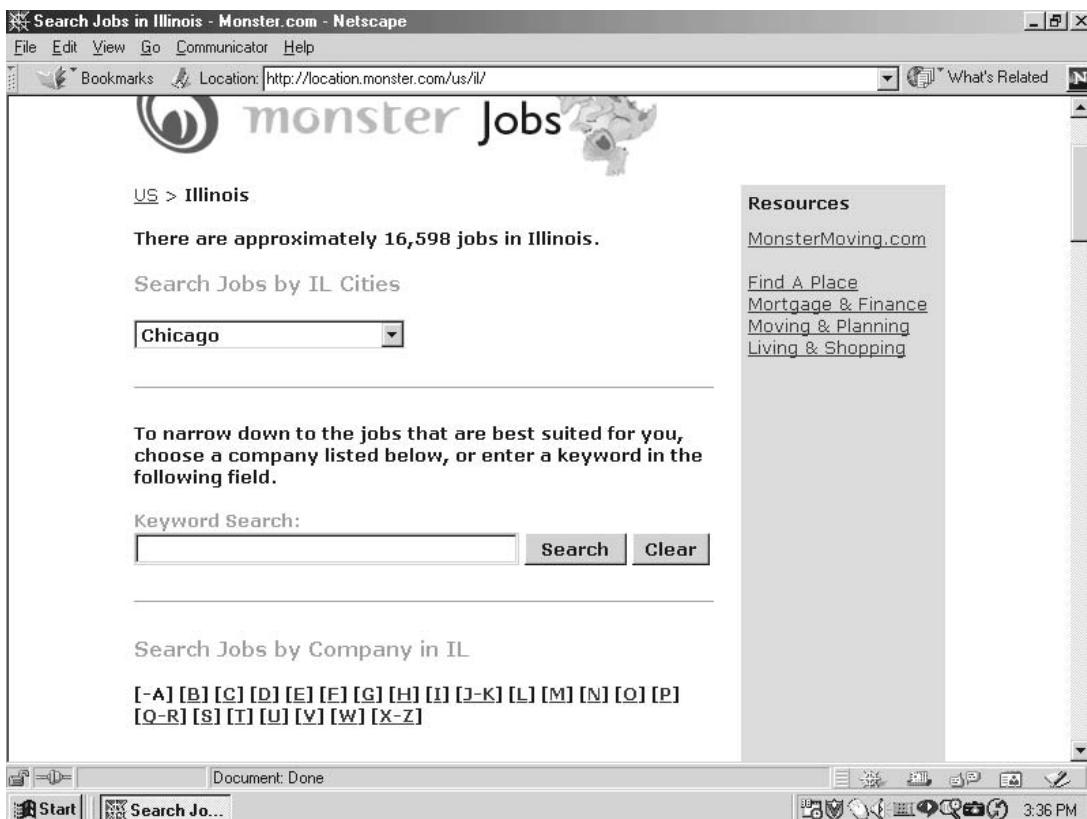 Search Jobs in Illinois - Monster.com - Netscape
File Edit View Go Communicator Help
Bookmarks Location: http://location.monster.com/us/il/ What's Related N
monster Jobs
US > Illinois
There are approximately 16,598 jobs in Illinois.
Search Jobs by IL Cities
Chicago
To narrow down to the jobs that are best suited for you,
choose a company listed below, or enter a keyword in the
following field.
Keyword Search:
Search Clear
Search Jobs by Company in IL
[-A] [B] [C] [D] [E] [F] [G] [H] [I] [J-K] [L] [M] [N] [O] [P]
[Q-R] [S] [T] [U] [V] [W] [X-Z]
Resources
MonsterMoving.com
Find A Place
Mortgage & Finance
Moving & Planning
Living & Shopping
Document: Done
Start Search Jo... 3:36 PM